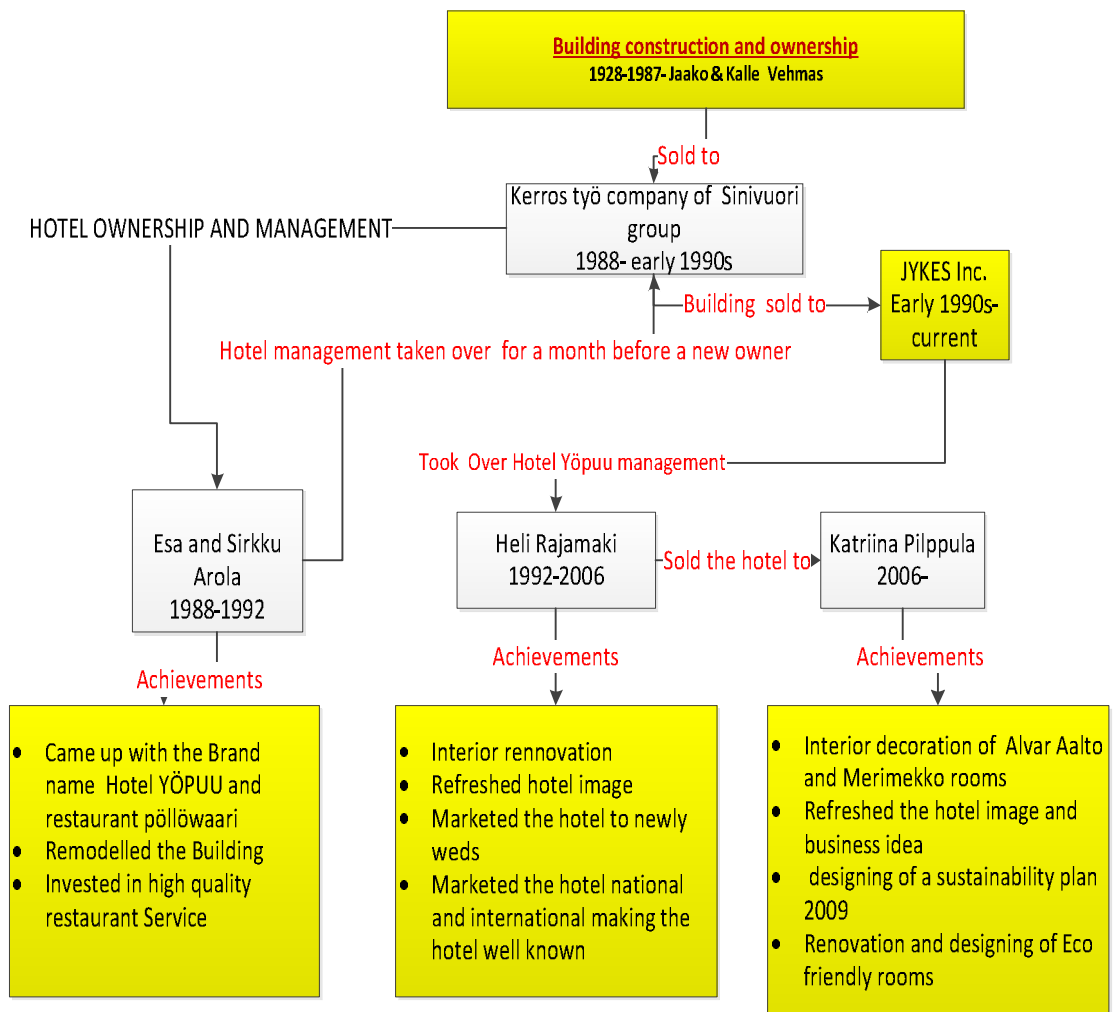 Building construction and ownership
1928-1987- Jaako & Kalle Vehmas
Sold to
Kerros työ company of Sinivuori
group
1988- early 1990s
HOTEL OWNERSHIP AND MANAGEMENT
JYKES Inc.
Early 1990s-
current
Building sold to
Hotel management taken over for a month before a new owner
Took Over Hotel Yöpuu management
Esa and Sirkku
Arola
1988-1992
Heli Rajamaki
1992-2006
Sold the hotel to
Katriina Pilppula
2006-
Achievements
Achievements
Achievements
• Came up with the Brand
name Hotel YÖPUU and
restaurant pöllöwaari
• Remodelled the Building
• Invested in high quality
restaurant Service
• Interior rennovation
• Refreshed hotel image
• Marketed the hotel to newly
weds
• Marketed the hotel national
and international making the
hotel well known
• Interior decoration of Alvar Aalto
and Merimekko rooms
• Refreshed the hotel image and
business idea
• designing of a sustainability plan
2009
• Renovation and designing of Eco
friendly rooms